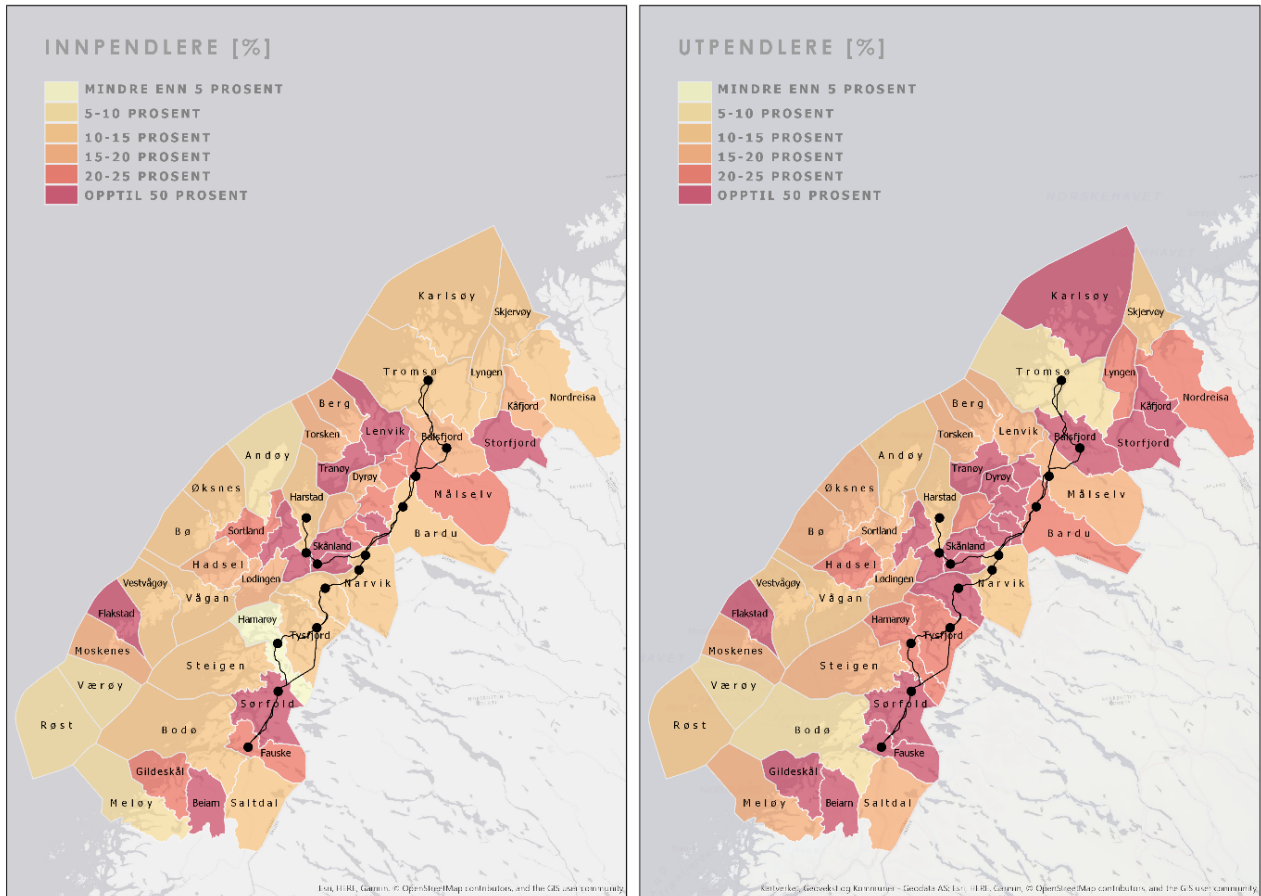 INNPENDLERE [%]
MINDRE ENN 5 PROSENT
5-10 PROSENT
10-15 PROSENT
15-20 PROSENT
20-25 PROSENT
OPPTIL 50 PROSENT
Karlsøy
Skjervøy
Tromsø
Lyngen
Nordreisa
Kåfjord
Berg
Torsken
Lenvik
Balsfjord
Storfjord
Andøy
Tranøy
Dyrøy
Øksnes
Harstad
Målselv
Bø
Sortland
Bardu
Skånland
Hadsel
Lødingen
Narvik
Vestvågøy
Vågan
Flakstad
Hamarøy
Tysfjord
Moskenes
Steigen
Værøy
Sørfold
Røst
Bodø
Fauske
Gildeskål
Meløy
Beiarn
Saltdal
Esri, HERE, Garmin, © OpenStreetMap contributors, and the GIS user community
UTPENDLERE [%]
MINDRE ENN 5 PROSENT
5-10 PROSENT
10-15 PROSENT
15-20 PROSENT
20-25 PROSENT
OPPTIL 50 PROSENT
NORSKEHAVET
Karlsøy
Skjervøy
Tromsø
Lyngen
Nordreisa
Kåfjord
Berg
Torsken
Lenvik
Balsfjord
Storfjord
Andøy
Tranøy
Dyrøy
Øksnes
Harstad
Målselv
Bø
Sortland
Bardu
Skånland
Hadsel
Lødingen
Narvik
Vestvågøy
Vågan
Flakstad
Hamarøy
Tysfjord
Moskenes
Steigen
Værøy
Sørfold
Røst
Bodø
Fauske
Gildeskål
Meløy
Beiarn
Saltdal
Kartverket, Geovekst og Kommuner - Geodata AS; Esri, HERE, Garmin, © OpenStreetMap contributors, and the GIS user community